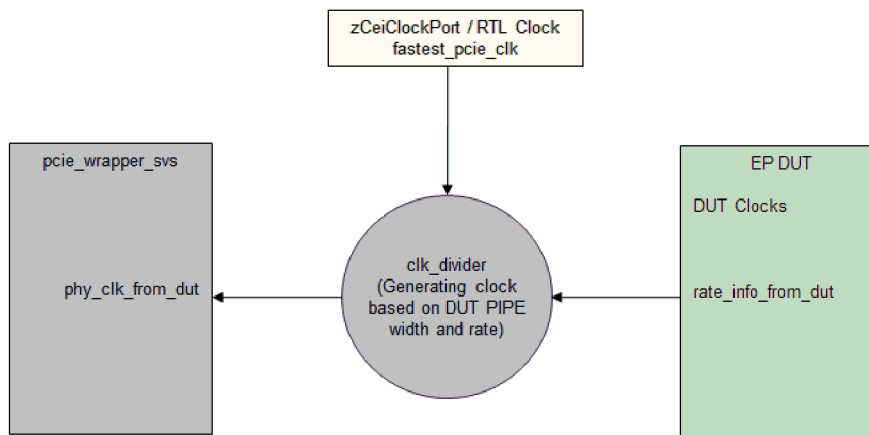 zCeiClockPort / RTL Clock
fastest_pcie_clk
pcie_wrapper_svs
phy_clk_from_dut
clk_divider
(Generating clock
based on DUT PIPE
width and rate)
EP DUT
DUT Clocks
rate_info_from_dut